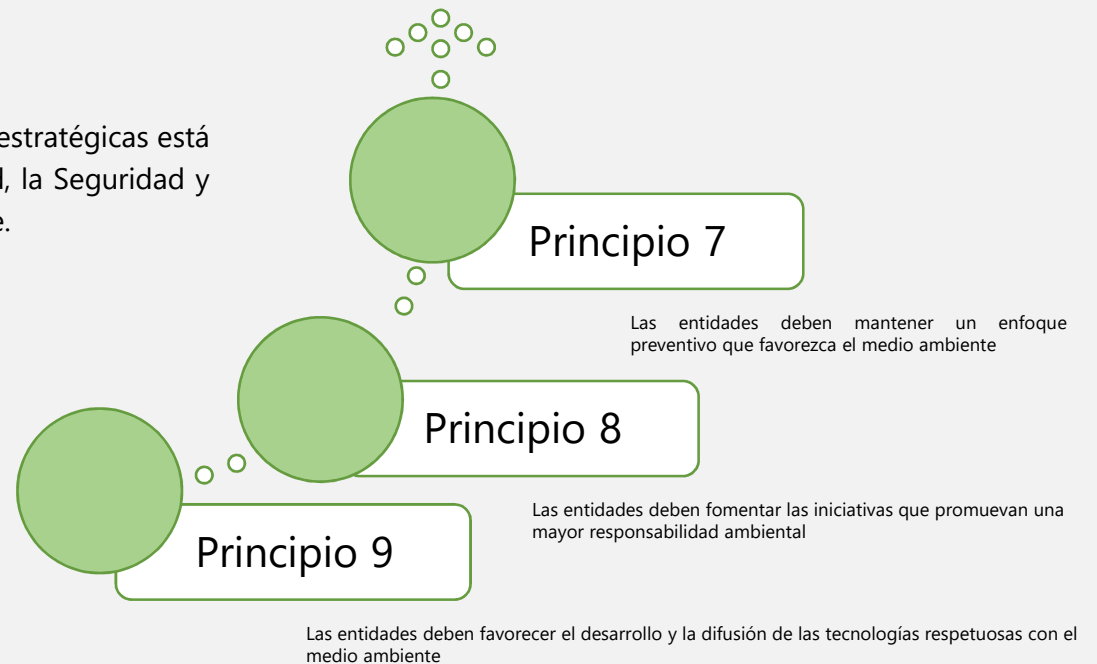 estratégicas está
, la Seguridad y
.
Principio 7
Las entidades deben mantener un enfoque
preventivo que favorezca el medio ambiente
Principio 8
Las entidades deben fomentar las iniciativas que promuevan una
mayor responsabilidad ambiental
Principio 9
Las entidades deben favorecer el desarrollo y la difusión de las tecnologías respetuosas con el
medio ambiente